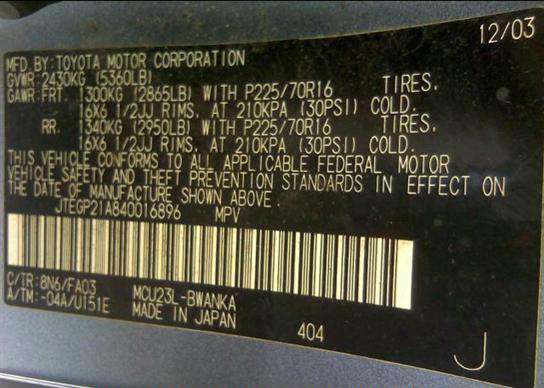 12/03
MFD. BY: TOYOTA MOTOR CORPORATION
GVWR: 2430KG (5360LB)
GAWR: FRT. 1300KG (2865LB) WITH P225/70R16 TIRES,
16X6 1/2JJ RIMS, AT 210KPA (30PSI) COLD.
RR. 1340KG (2950LB) WITH P225/70R16 TIRES,
16X6 1/2JJ RIMS, AT 210KPA (30PSI) COLD.
THIS VEHICLE CONFORMS TO ALL APPLICABLE FEDERAL MOTOR
VEHICLE SAFETY AND THEFT PREVENTION STANDARDS IN EFFECT ON
THE DATE OF MANUFACTURE SHOWN ABOVE.
JTEGP21A840016896 MPV
C/TR: 8N6/FA03 MCU23L-BWANKA
A/TM: -04A/U151E MADE IN JAPAN 404
J